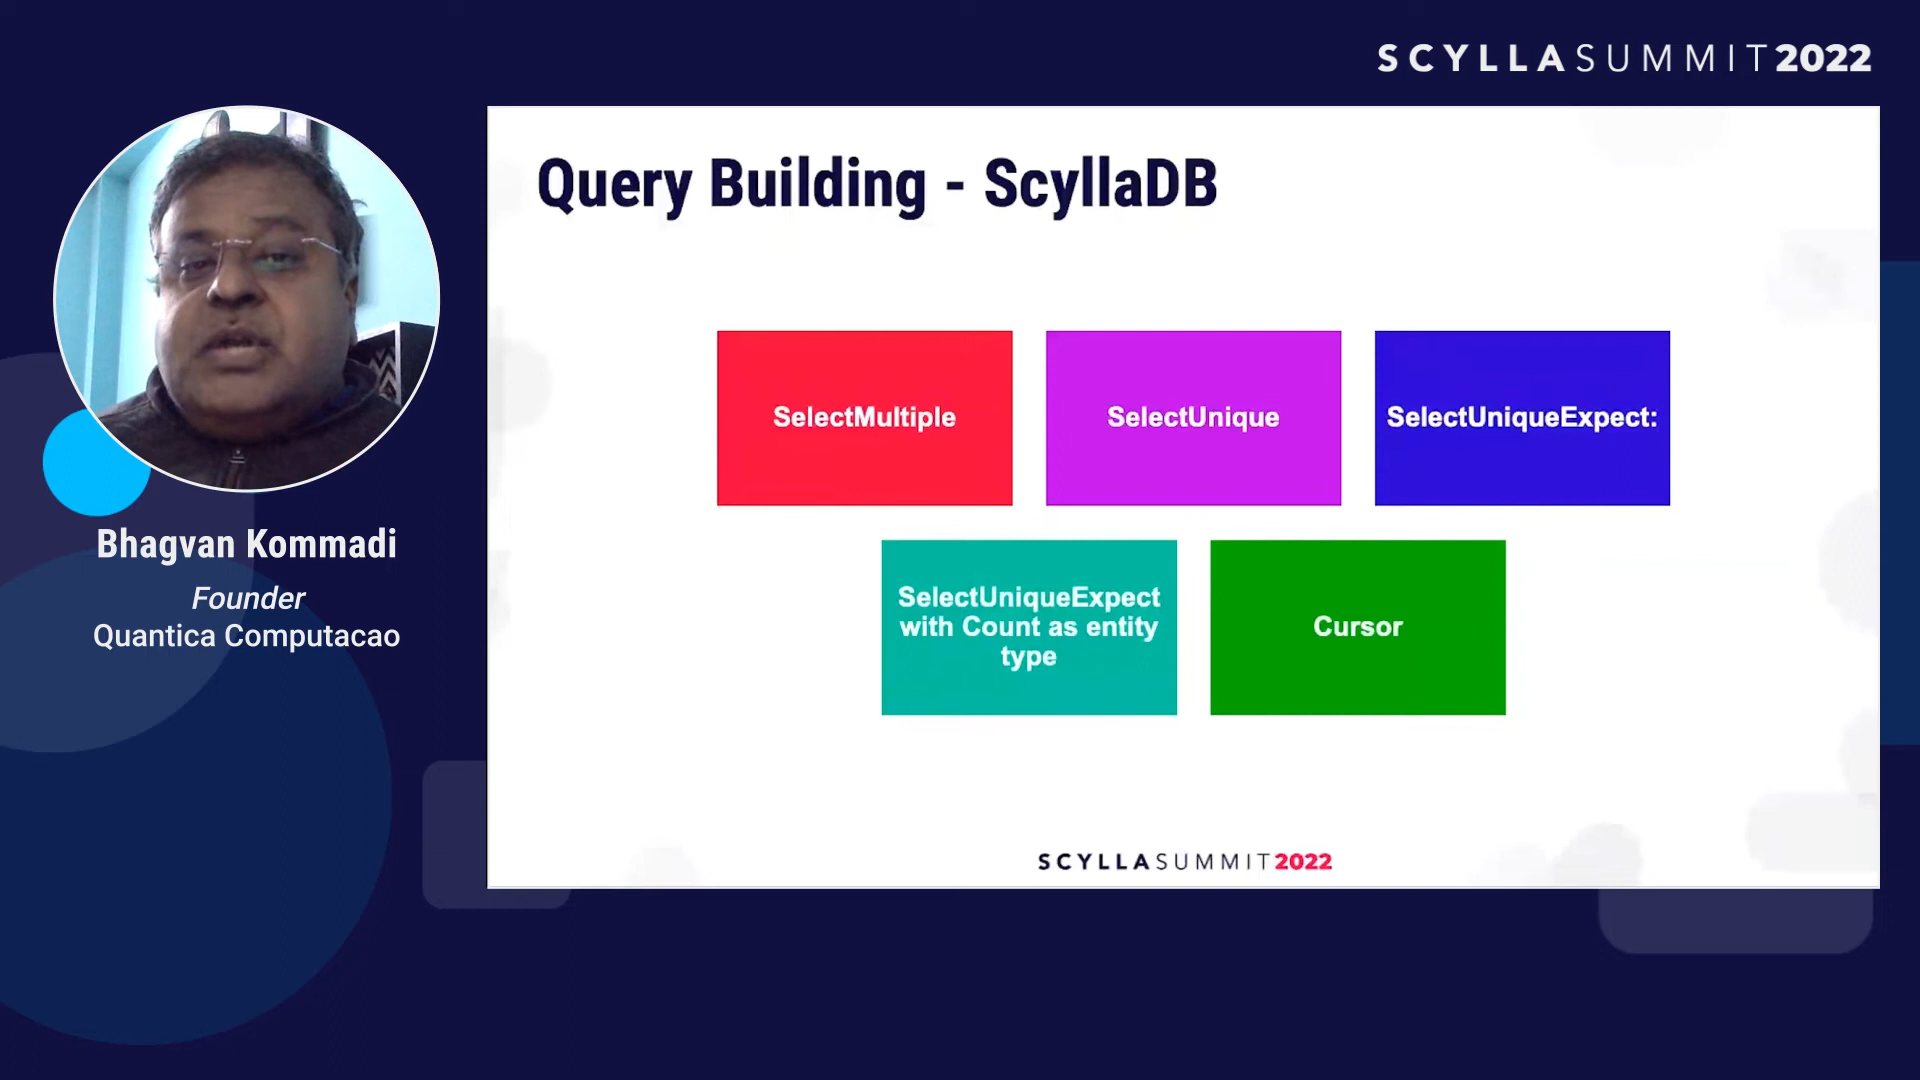 SCYLLASUMMIT2022
Query Building - ScyllaDB
SelectMultiple
SelectUnique
SelectUniqueExpect:
SelectUniqueExpect
with Count as entity
type
Cursor
Bhagvan Kommadi
Founder
Quantica Computacao
SCYLLASUMMIT2022